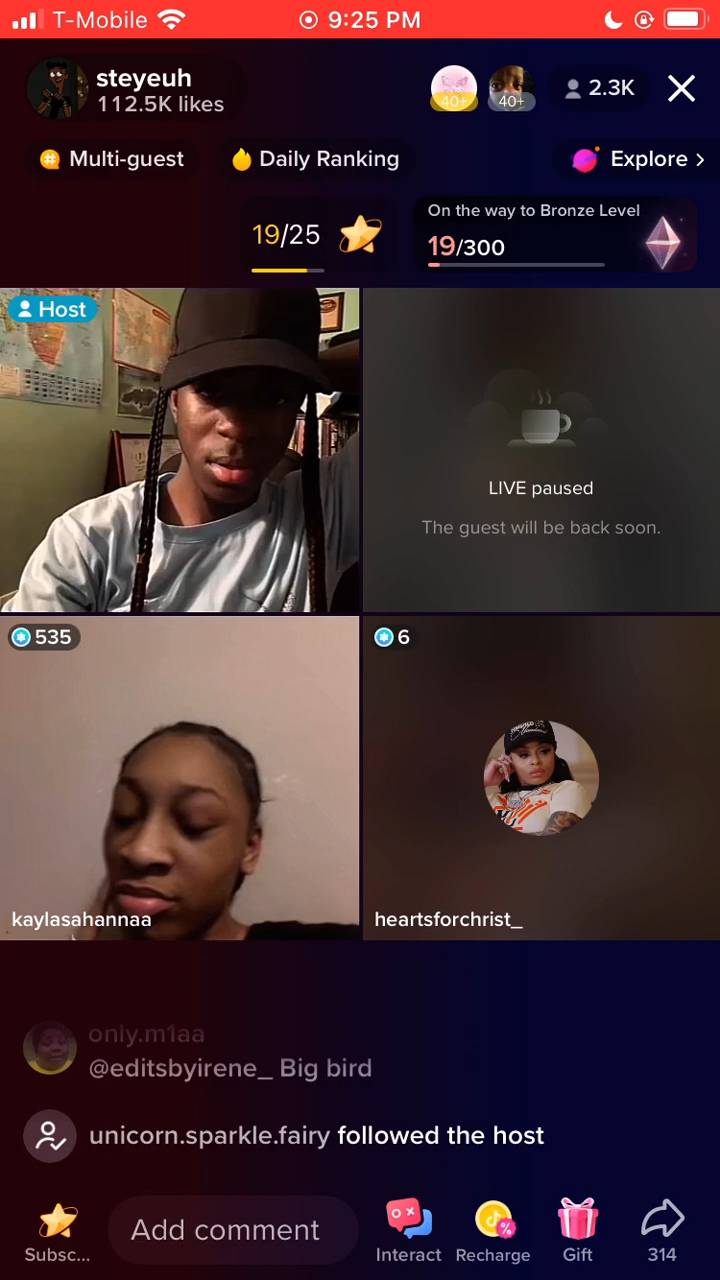 T-Mobile 9:25 PM
steyeuh
112.5K likes
40+
40+
2.3K
Multi-guest
Daily Ranking
Explore >
19/25
On the way to Bronze Level
19/300
Host
LIVE paused
The guest will be back soon.
535
6
kaylasahannaa
heartsforchrist_
only.m1aa
@editsbyirene_ Big bird
unicorn.sparkle.fairy followed the host
Add comment
Subsc...
Interact
Recharge
Gift
314